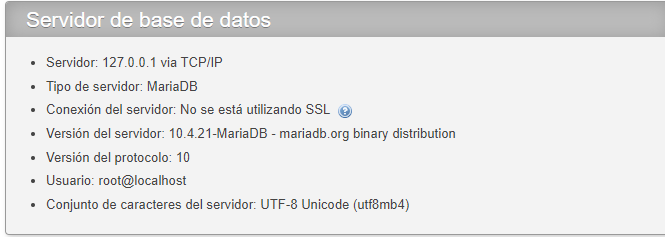 Servidor de base de datos
Servidor: 127.0.0.1 via TCP/IP
Tipo de servidor: MariaDB
Conexión del servidor: No se está utilizando SSL
Versión del servidor: 10.4.21-MariaDB - mariadb.org binary distribution
Versión del protocolo: 10
Usuario: root@localhost
Conjunto de caracteres del servidor: UTF-8 Unicode (utf8mb4)